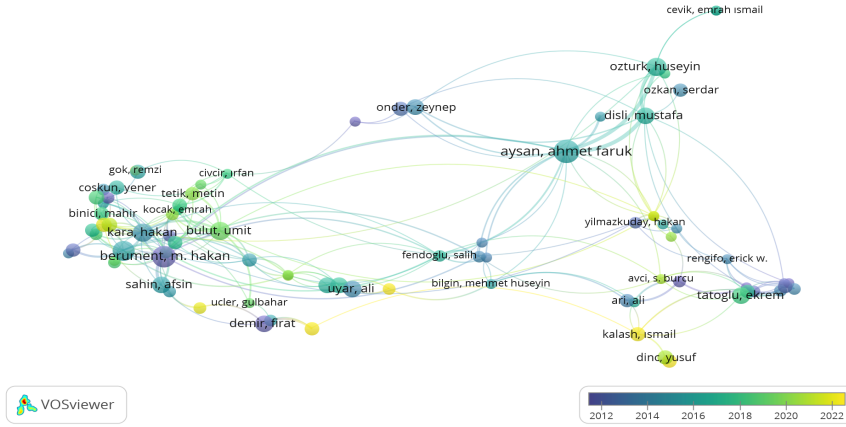 cevik, emrah ısmail
ozturk, huseyin
ozkan, serdar
onder, zeynep
disli, mustafa
aysan, ahmet faruk
gok, remzi
civcir, irfan
coskun, yener
tetik, metin
binici, mahir
kocak, emrah
yilmazkuday, hakan
kara, hakan
bulut, umit
berument, m. hakan
fendoglu, salih
rengifo, erick w.
sahin, afsin
uyar, ali
bilgin, mehmet huseyin
avci, s. burcu
tatoglu, ekrem
ucler, gulbahar
ari, ali
demir, firat
kalash, ısmail
dinc, yusuf
VOSviewer
2012 2014 2016 2018 2020 2022